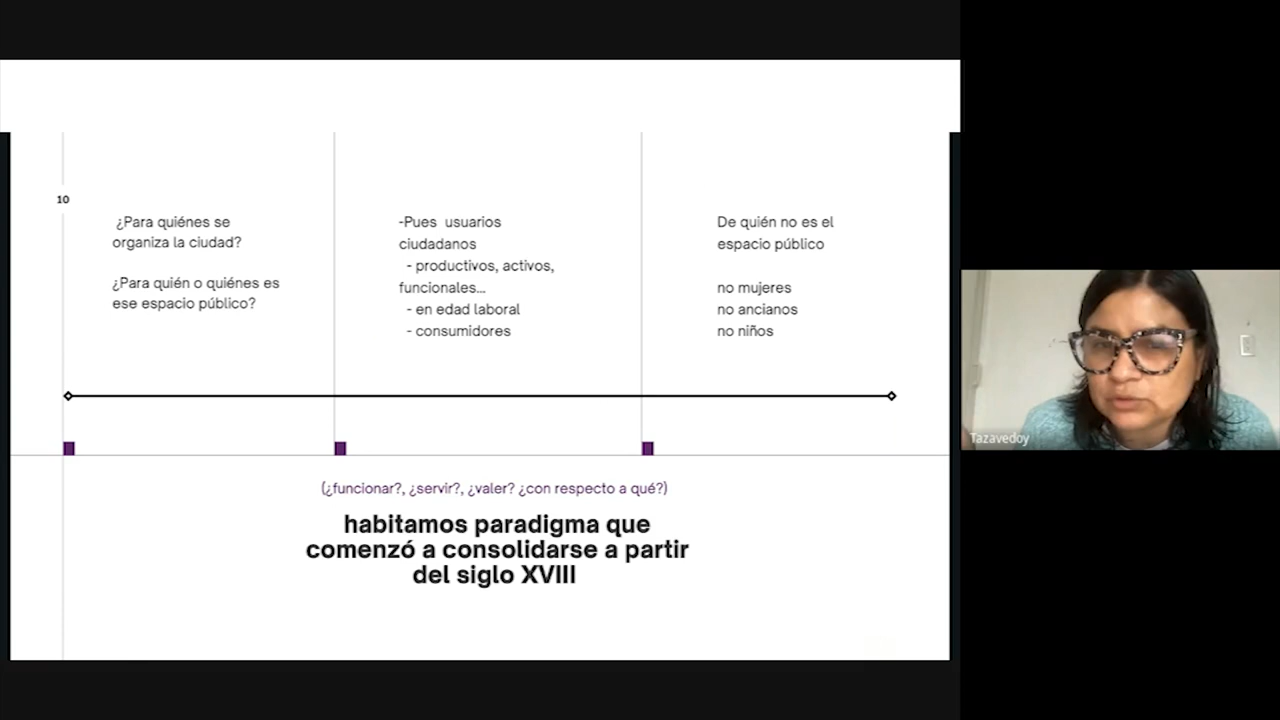 10
¿Para quiénes se
organiza la ciudad?
¿Para quién o quiénes es
ese espacio público?
-Pues usuarios
ciudadanos
- productivos, activos,
funcionales...
- en edad laboral
- consumidores
De quién no es el
espacio público
no mujeres
no ancianos
no niños
(¿funcionar?, ¿servir?, ¿valer? ¿con respecto a qué?)
habitamos paradigma que
comenzó a consolidarse a partir
del siglo XVIII
Tazavedoy